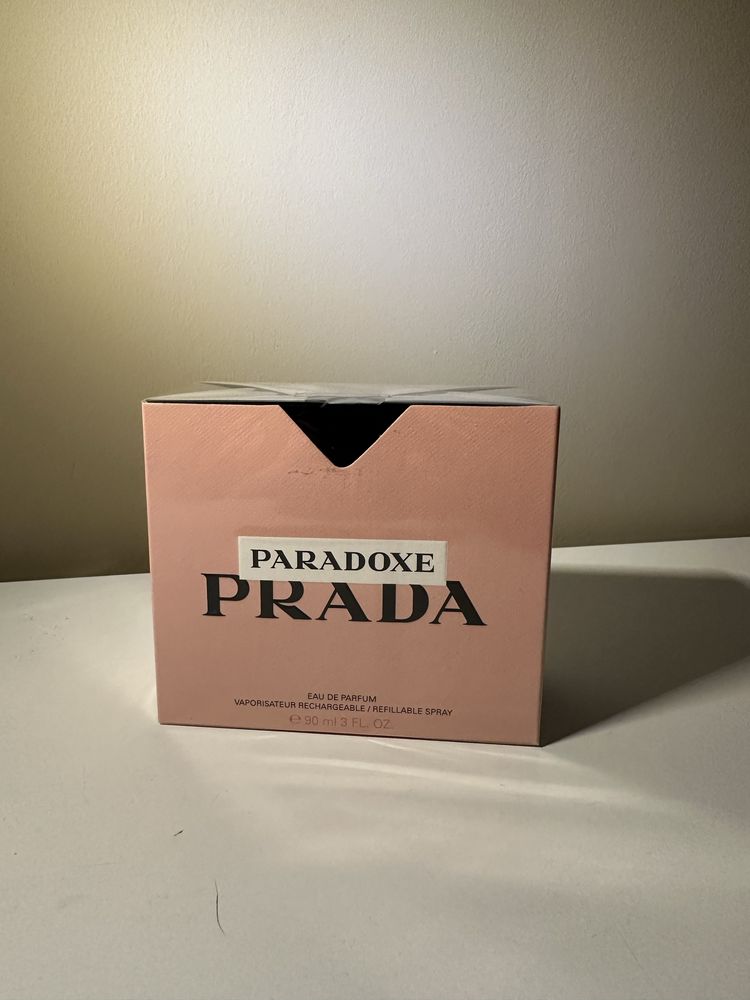 PARADOXE
PRADA
EAU DE PARFUM
VAPORISATEUR RECHARGEABLE / REFILLABLE SPRAY
℮ 90 ml 3 FL. OZ.